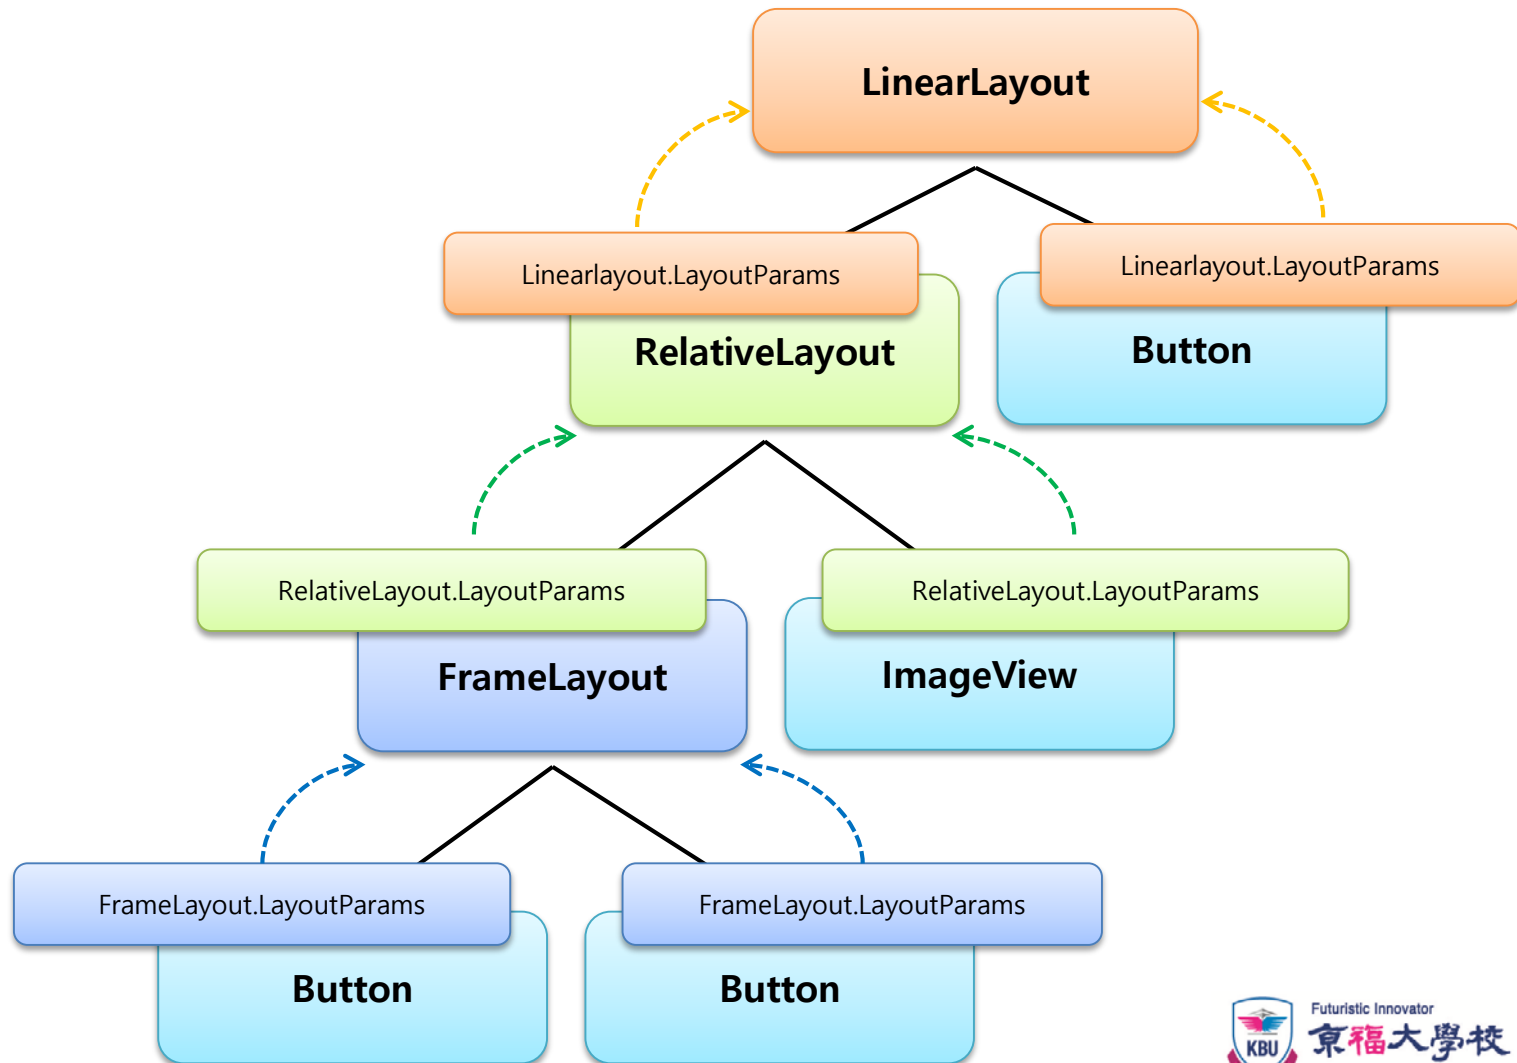 LinearLayout
Linearlayout.LayoutParams
Linearlayout.LayoutParams
RelativeLayout
Button
RelativeLayout.LayoutParams
RelativeLayout.LayoutParams
FrameLayout
ImageView
FrameLayout.LayoutParams
FrameLayout.LayoutParams
Button
Button
Futuristic Innovator
KBU
京福大學校